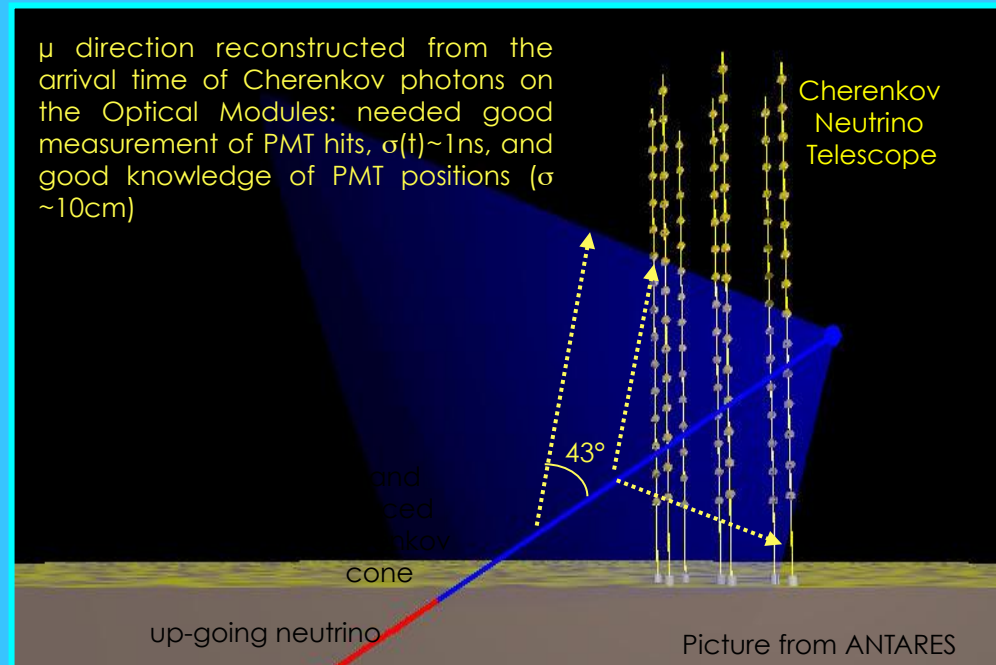 μ direction reconstructed from the
arrival time of Cherenkov photons on
the Optical Modules: needed good
measurement of PMT hits, σ(t)~1ns, and
good knowledge of PMT positions (σ
~10cm)
Cherenkov
Neutrino
Telescope
43°
cone
up-going neutrino
Picture from ANTARES